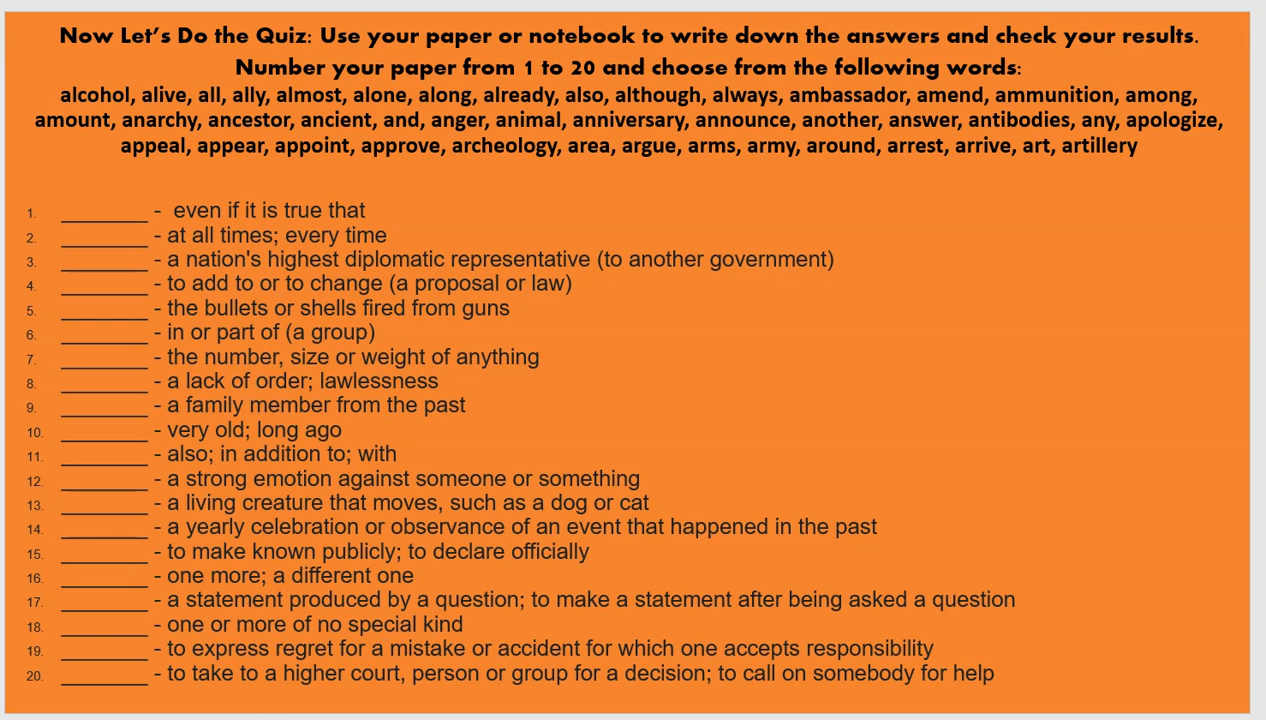 Now Let's Do the Quiz: Use your paper or notebook to write down the answers and check your results.
Number your paper from 1 to 20 and choose from the following words:
alcohol, alive, all, ally, almost, alone, along, already, also, although, always, ambassador, amend, ammunition, among,
amount, anarchy, ancestor, ancient, and, anger, animal, anniversary, announce, another, answer, antibodies, any, apologize,
appeal, appear, appoint, approve, archeology, area, argue, arms, army, around, arrest, arrive, art, artillery
1. ________ - even if it is true that
2. ________ - at all times; every time
3. ________ - a nation's highest diplomatic representative (to another government)
4. ________ - to add to or to change (a proposal or law)
5. ________ - the bullets or shells fired from guns
6. ________ - in or part of (a group)
7. ________ - the number, size or weight of anything
8. ________ - a lack of order; lawlessness
9. ________ - a family member from the past
10. ________ - very old; long ago
11. ________ - also; in addition to; with
12. ________ - a strong emotion against someone or something
13. ________ - a living creature that moves, such as a dog or cat
14. ________ - a yearly celebration or observance of an event that happened in the past
15. ________ - to make known publicly; to declare officially
16. ________ - one more; a different one
17. ________ - a statement produced by a question; to make a statement after being asked a question
18. ________ - one or more of no special kind
19. ________ - to express regret for a mistake or accident for which one accepts responsibility
20. ________ - to take to a higher court, person or group for a decision; to call on somebody for help